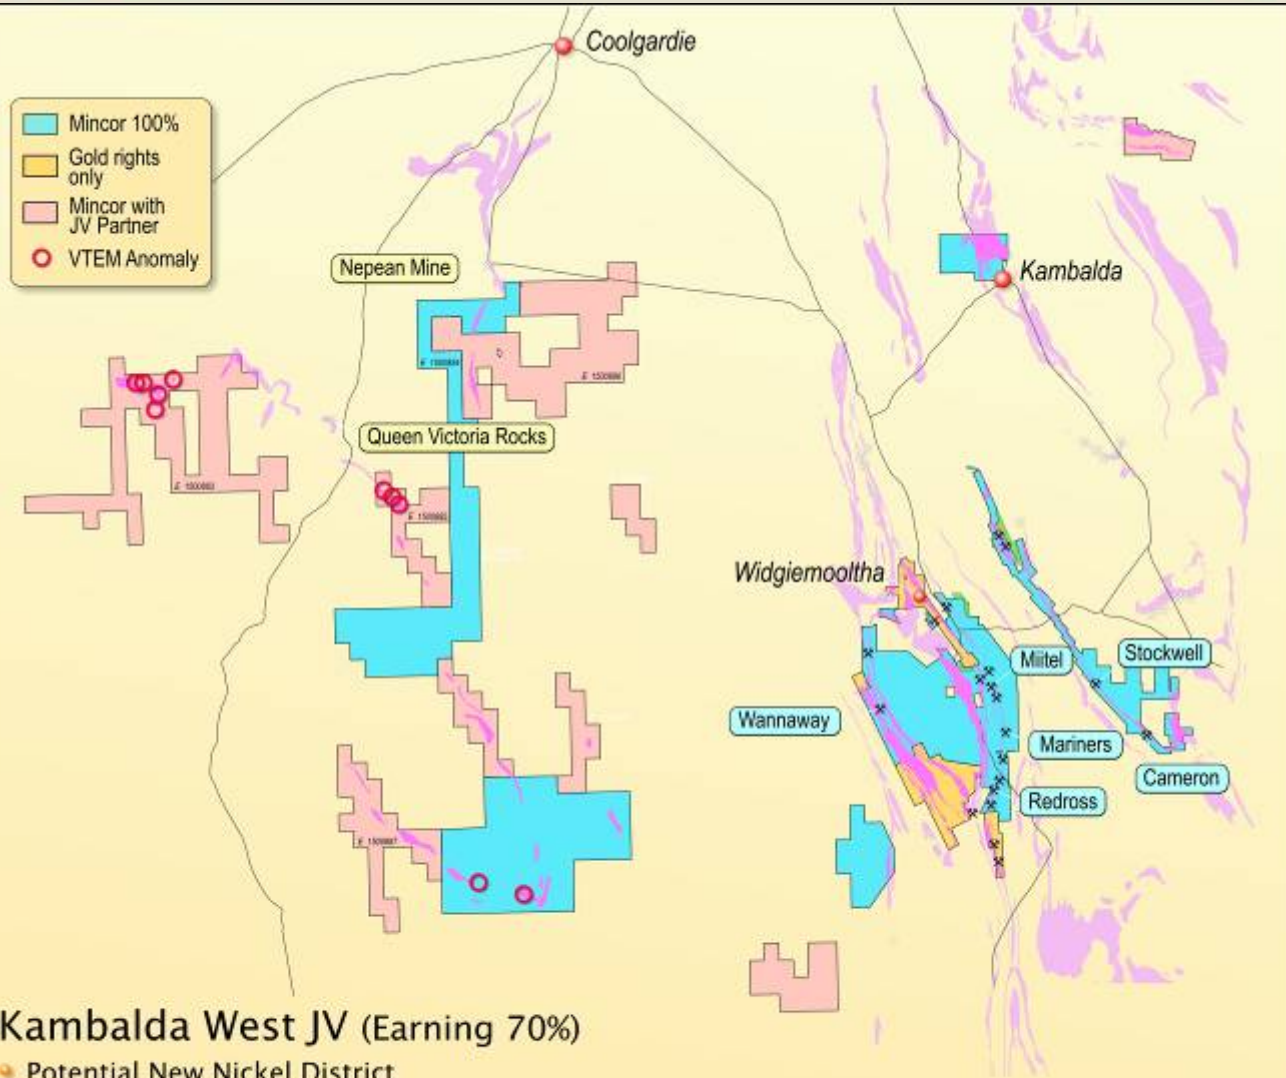 Coolgardie
Mincor 100%
Gold rights
only
Mincor with
JV Partner
VTEM Anomaly
Nepean Mine
Kambalda
Queen Victoria Rocks
Widgiemooltha
Miitel
Stockwell
Wannaway
Mariners
Cameron
Redross
Kambalda West JV (Earning 70%)
Potential New Nickel District